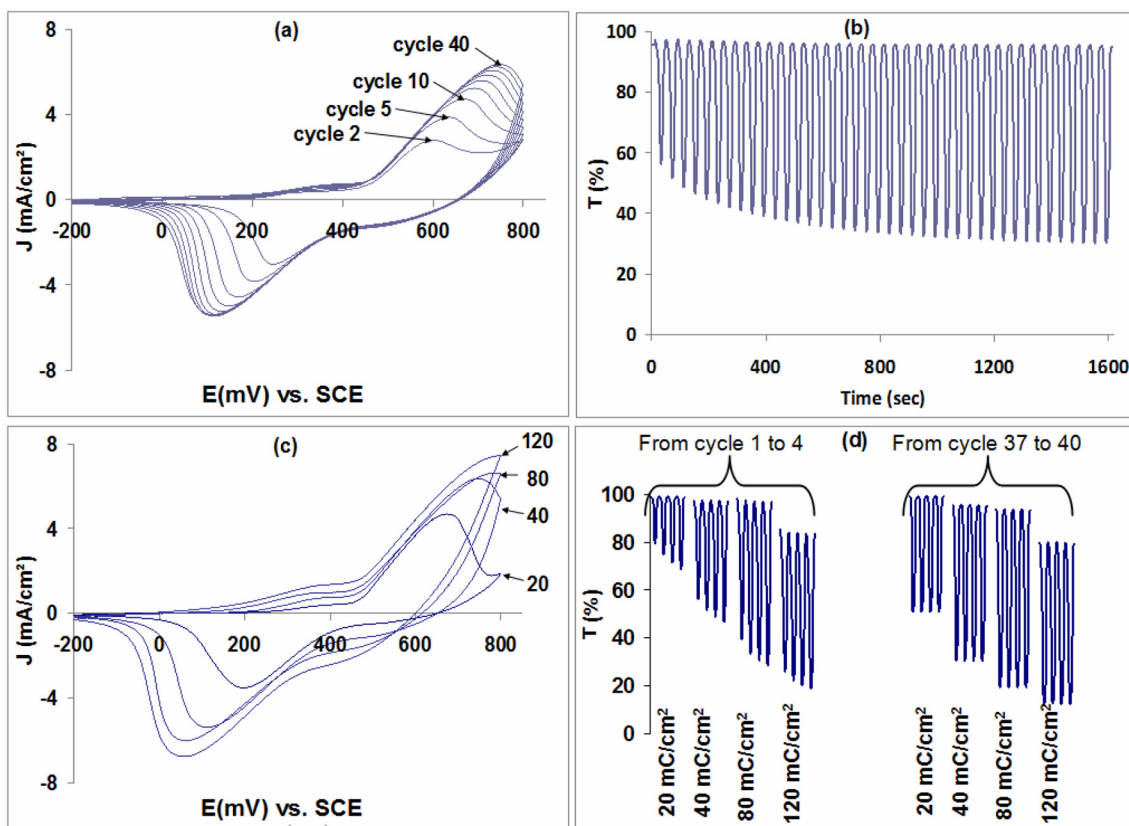 (a)
cycle 40
cycle 10
cycle 5
cycle 2
8
4
0
-4
-8
-200 0 200 400 600 800
J (mA/cm²)
E(mV) vs. SCE
(b)
100
80
60
40
20
0
0 400 800 1200 1600
T (%)
Time (sec)
(c)
120
80
40
20
8
4
0
-4
-8
-200 0 200 400 600 800
J (mA/cm²)
E(mV) vs. SCE
From cycle 1 to 4 (d) From cycle 37 to 40
100
80
60
40
20
0
T (%)
20 mC/cm²
40 mC/cm²
80 mC/cm²
120 mC/cm²
20 mC/cm²
40 mC/cm²
80 mC/cm²
120 mC/cm²